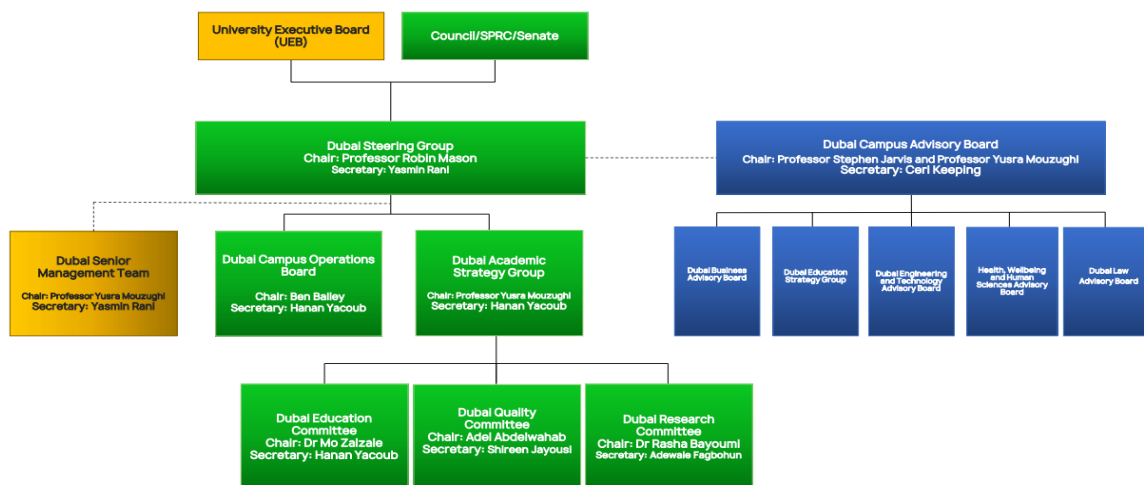 University Executive Board
(UEB)
Council/SPRC/Senate
Dubai Steering Group
Chair: Professor Robin Mason
Secretary: Yasmin Rani
Dubai Campus Advisory Board
Chair: Professor Stephen Jarvis and Professor Yusra Mouzughi
Secretary: Ceri Keeping
Dubai Senior
Management Team
Chair: Professor Yusra Mouzughi
Secretary: Yasmin Rani
Dubai Campus Operations
Board
Chair: Ben Bailey
Secretary: Hanan Yacoub
Dubai Academic
Strategy Group
Chair: Professor Yusra Mouzughi
Secretary: Hanan Yacoub
Dubai Business
Advisory Board
Dubai Education
Strategy Group
Dubai Engineering
and Technology
Advisory Board
Health, Wellbeing
and Human
Sciences Advisory
Board
Dubai Law
Advisory Board
Dubai Education
Committee
Chair: Dr Mo Zalzale
Secretary: Hanan Yacoub
Dubai Quality
Committee
Chair: Adel Abdelwahab
Secretary: Shireen Jayousi
Dubai Research
Committee
Chair: Dr Rasha Bayoumi
Secretary: Adewale Fagbohun